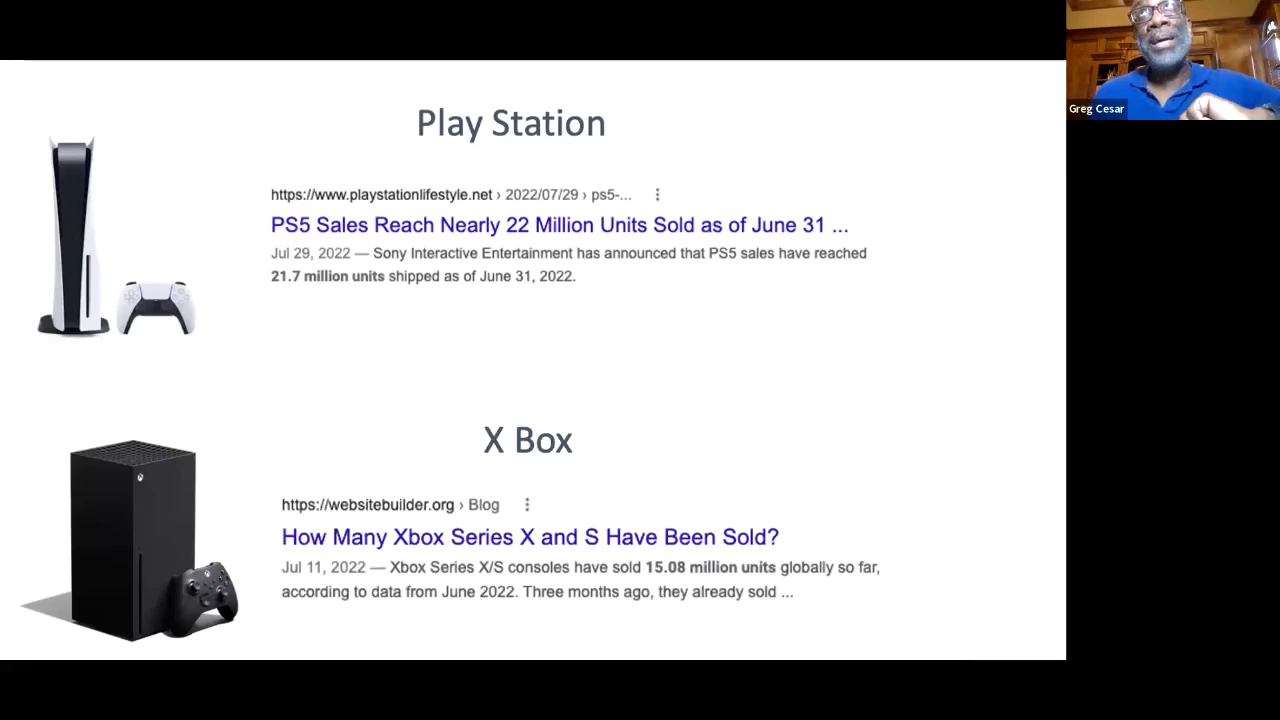 Play Station
https://www.playstationlifestyle.net › 2022/07/29 › ps5-...
PS5 Sales Reach Nearly 22 Million Units Sold as of June 31 ...
Jul 29, 2022 — Sony Interactive Entertainment has announced that PS5 sales have reached
21.7 million units shipped as of June 31, 2022.
X Box
https://websitebuilder.org › Blog
How Many Xbox Series X and S Have Been Sold?
Jul 11, 2022 — Xbox Series X/S consoles have sold 15.08 million units globally so far,
according to data from June 2022. Three months ago, they already sold ...
Greg Cesar